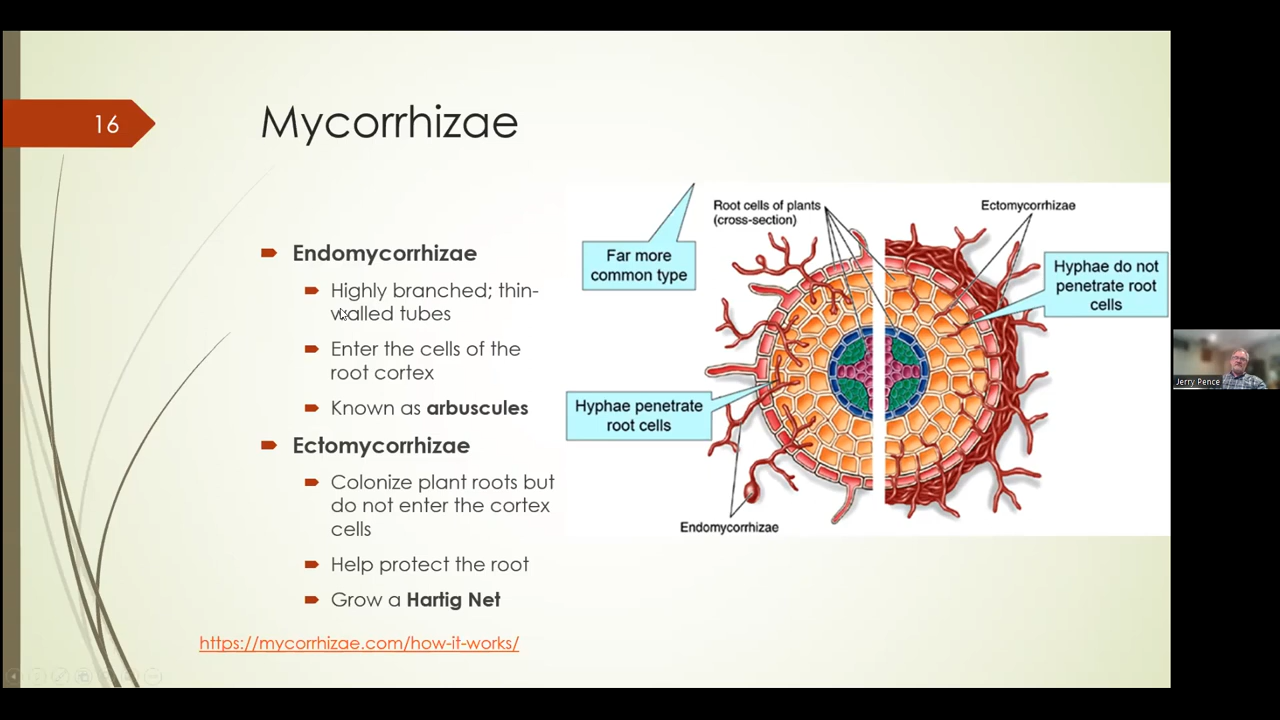 16
Mycorrhizae
Endomycorrhizae
Highly branched; thin-
walled tubes
Enter the cells of the
root cortex
Known as arbuscules
Ectomycorrhizae
Colonize plant roots but
do not enter the cortex
cells
Help protect the root
Grow a Hartig Net
https://mycorrhizae.com/how-it-works/
Far more
common type
Root cells of plants
(cross-section)
Ectomycorrhizae
Hyphae do not
penetrate root
cells
Hyphae penetrate
root cells
Endomycorrhizae
Jerry Pence